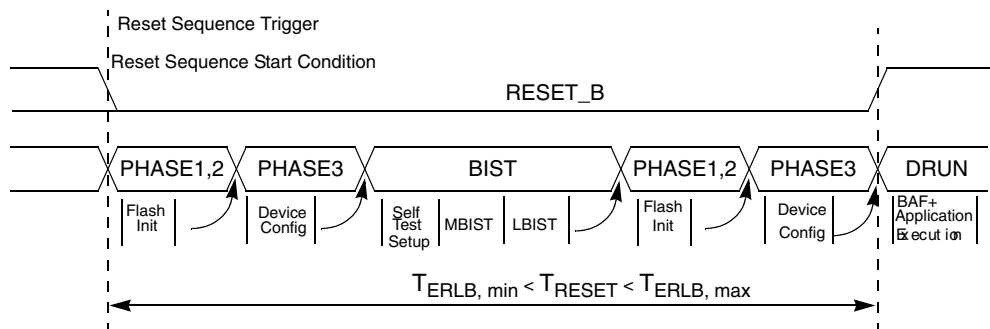 Reset Sequence Trigger
Reset Sequence Start Condition
RESET_B
PHASE1,2 PHASE3 BIST PHASE1,2 PHASE3 DRUN
Flash Init
Device Config
Self Test Setup
MBIST
LBIST
Flash Init
Device Config
BAF+ Application Execution
TERLB, min < TRESET < TERLB, max